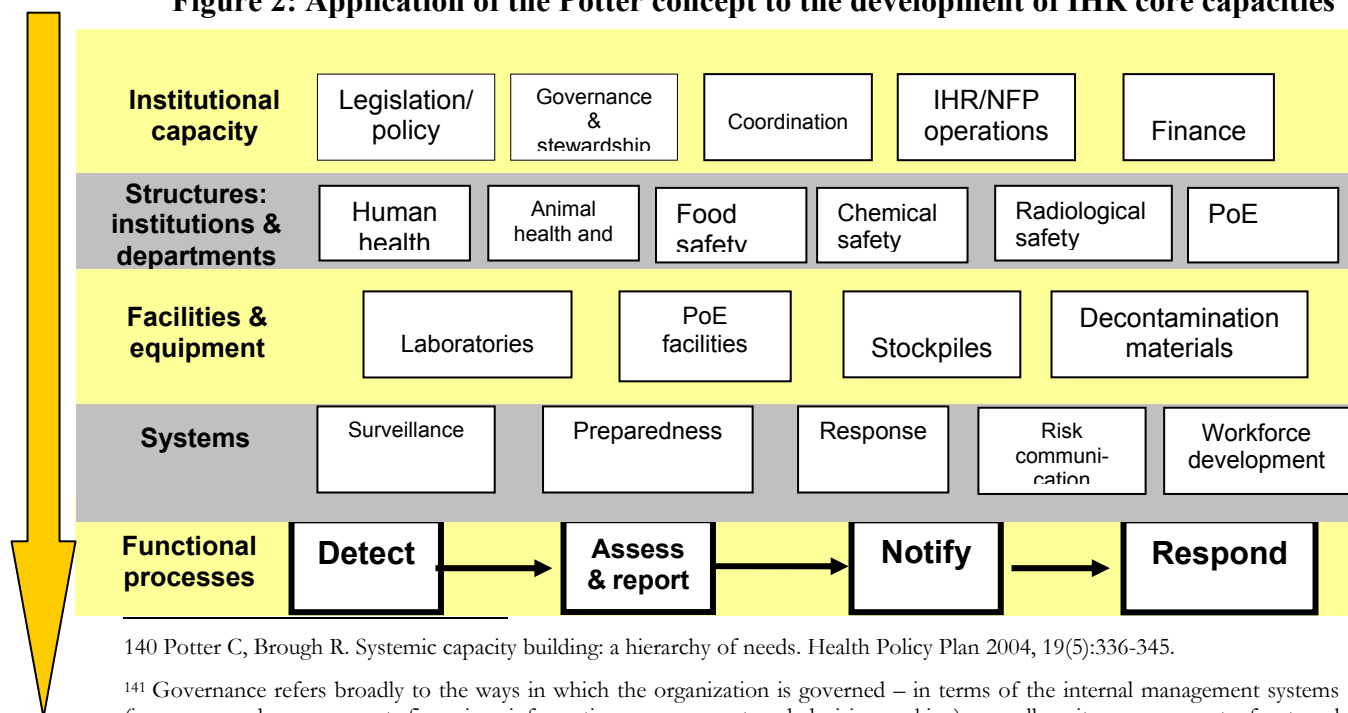 Figure 2: Application of the Potter concept to the development of IHR core capacities
Institutional
capacity
Legislation/
policy
Governance
&
stewardship
Coordination
IHR/NFP
operations
Finance
Structures:
institutions &
departments
Human
health
Animal
health and
Food
safety
Chemical
safety
Radiological
safety
PoE
Facilities &
equipment
Laboratories
PoE
facilities
Stockpiles
Decontamination
materials
Systems
Surveillance
Preparedness
Response
Risk
communi-
cation
Workforce
development
Functional
processes
Detect
Assess
& report
Notify
Respond
140 Potter C, Brough R. Systemic capacity building: a hierarchy of needs. Health Policy Plan 2004, 19(5):336-345.
141 Governance refers broadly to the ways in which the organization is governed – in terms of the internal management systems